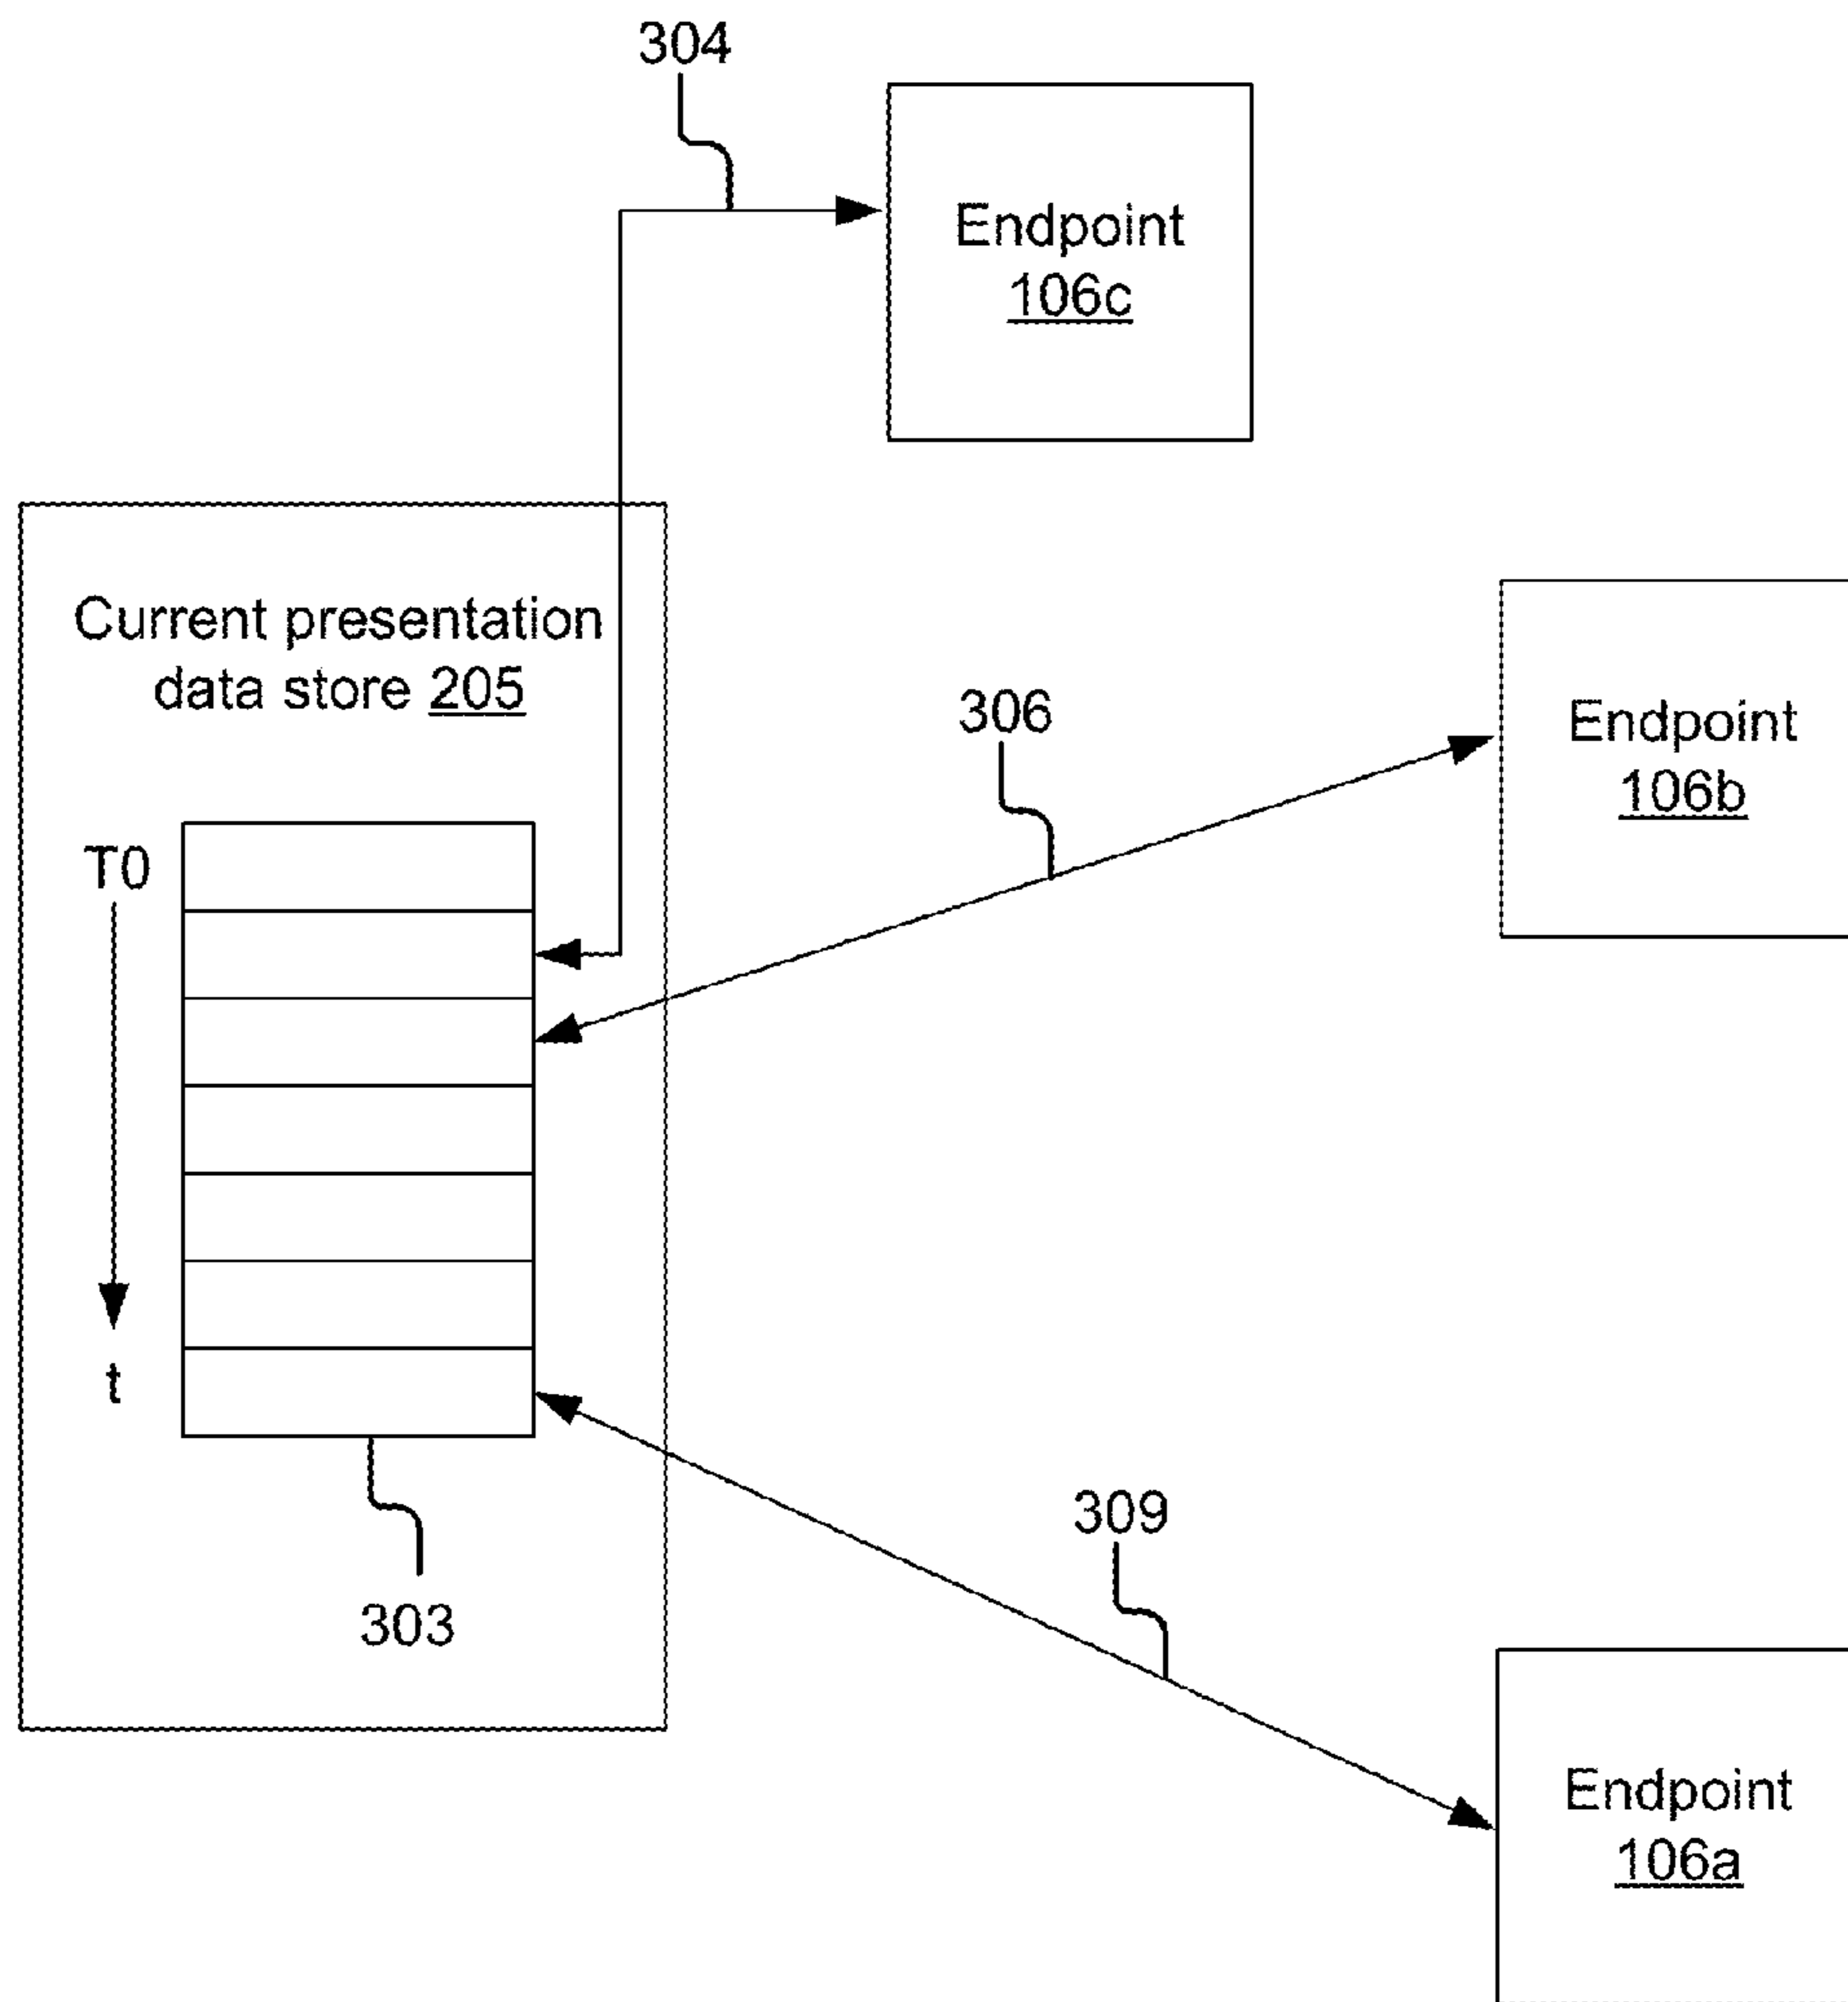 304
Endpoint
106c
Current presentation
data store 205
306
Endpoint
106b
T0
t
303
309
Endpoint
106a